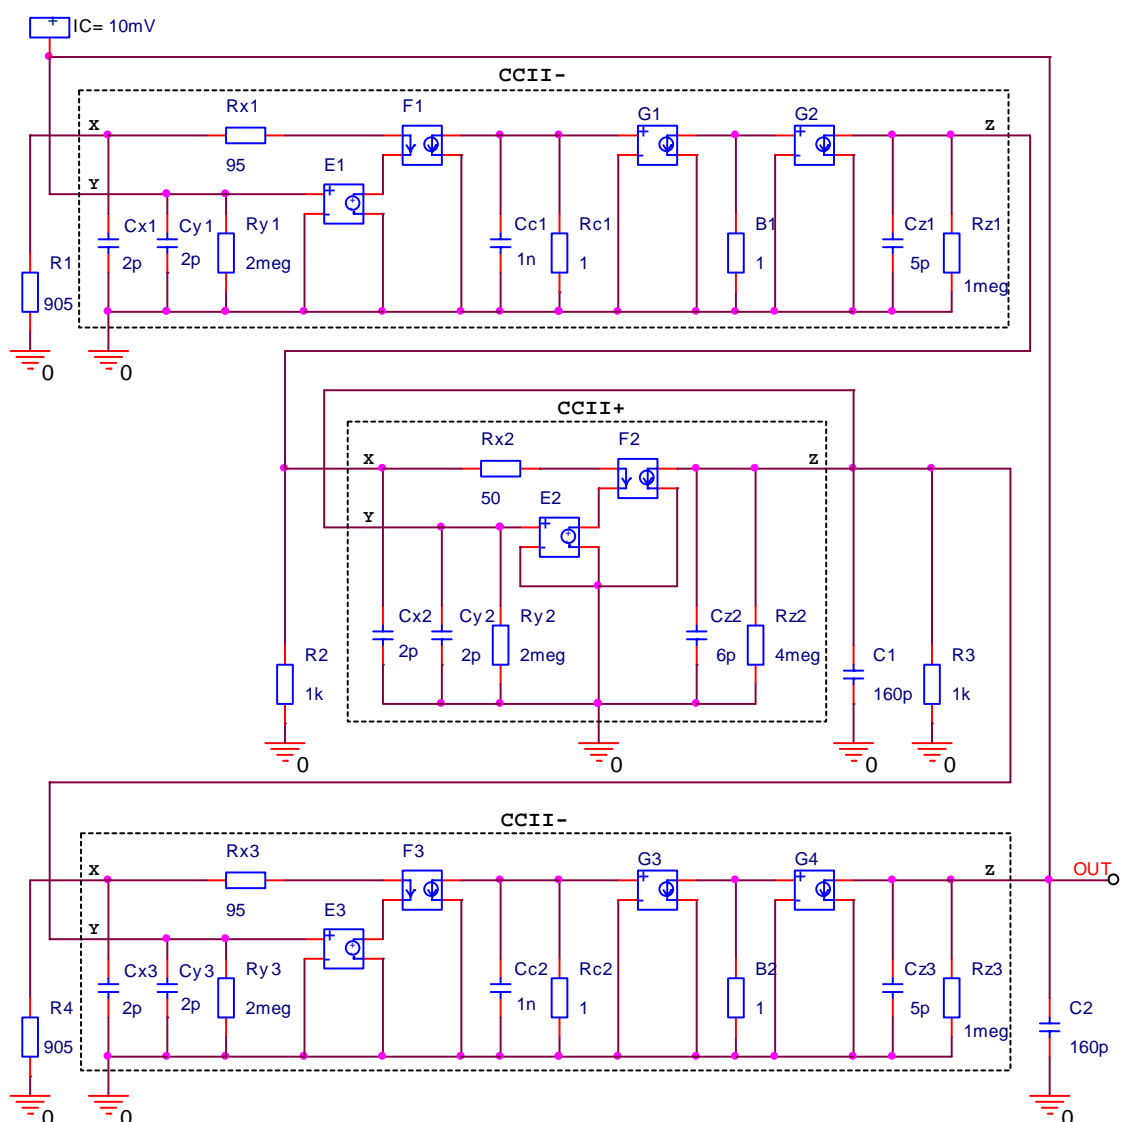 IC= 10mV
CCII-
Rx1 F1 G1 G2
X Z
95 E1
Y
Cx1 Cy1 Ry1 Cc1 Rc1 B1 Cz1 Rz1
R1 2p 2p 2meg 1n 1 1 5p 1meg
905
0 0
CCII+
Rx2 F2
X Z
50 E2
Y
Cx2 Cy2 Ry2 Cz2 Rz2
R2 2p 2p 2meg 6p 4meg C1 R3
1k 160p 1k
0 0 0 0
CCII-
Rx3 F3 G3 G4
X Z OUT
95 E3
Y
Cx3 Cy3 Ry3 Cc2 Rc2 B2 Cz3 Rz3
R4 2p 2p 2meg 1n 1 1 5p 1meg C2
905 160p
0 0 0